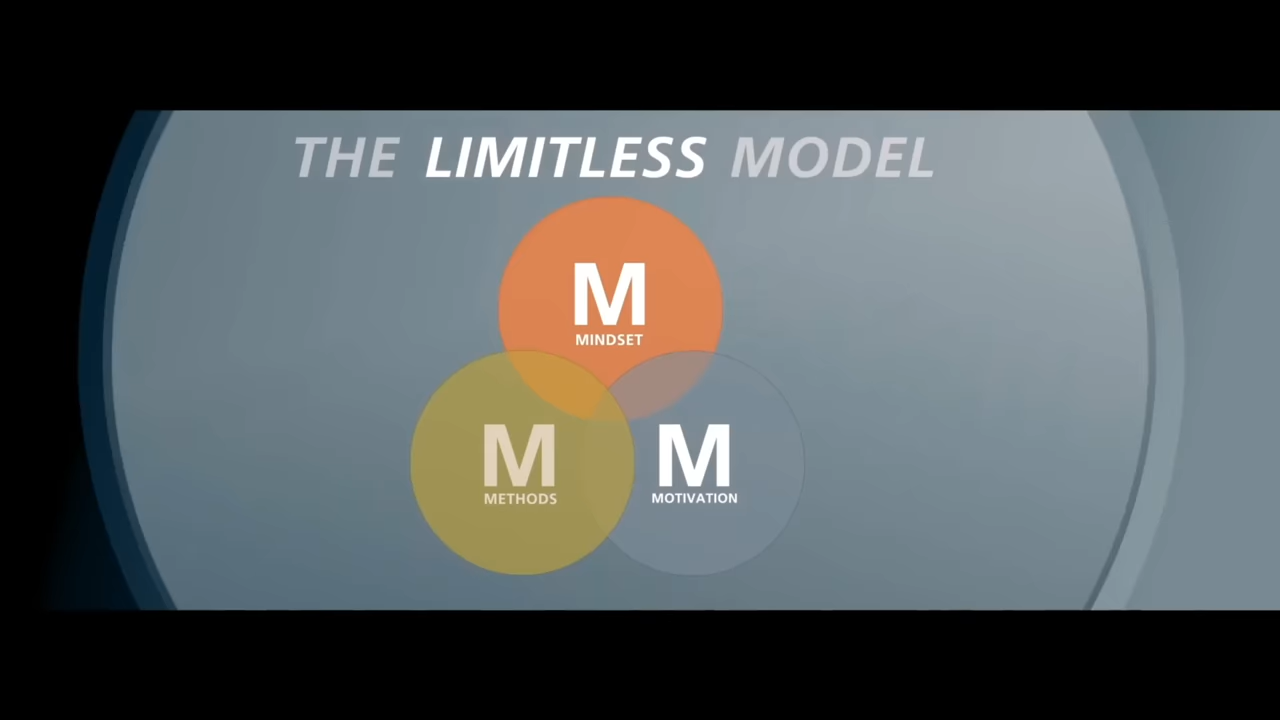 THE LIMITLESS MODEL
M
MINDSET
M
METHODS
M
MOTIVATION